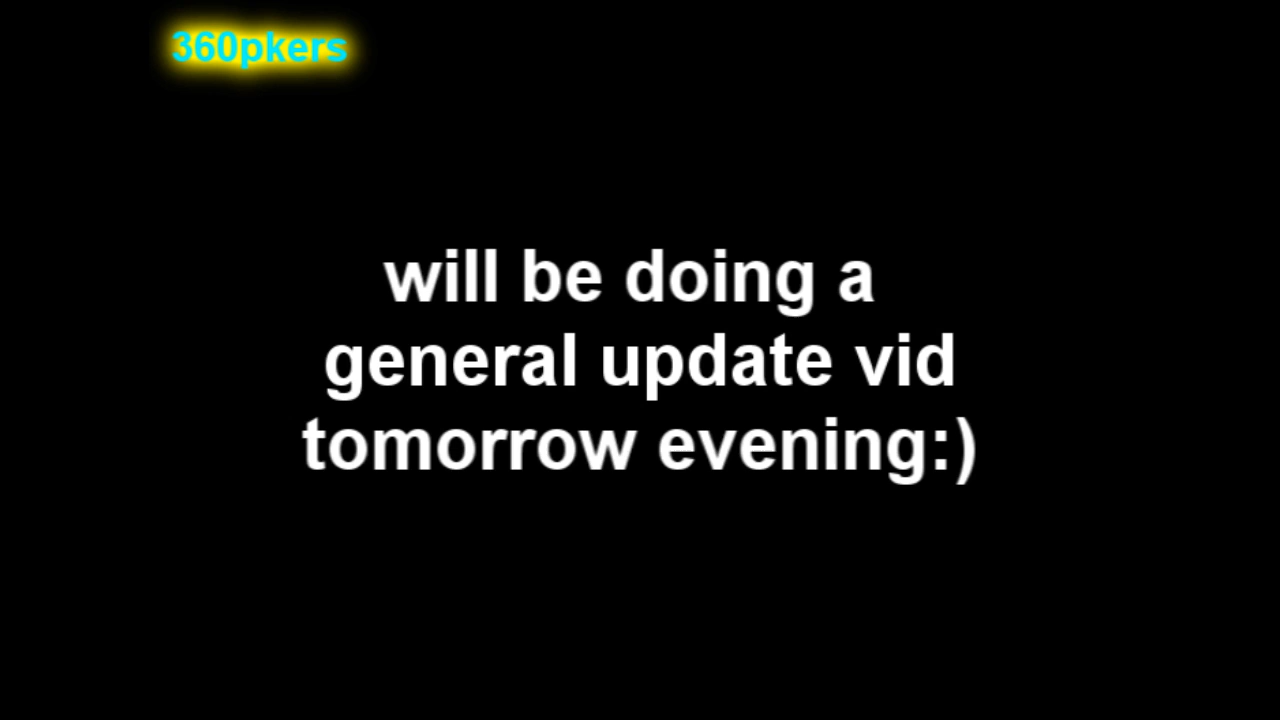 360pkers
will be doing a
general update vid
tomorrow evening:)